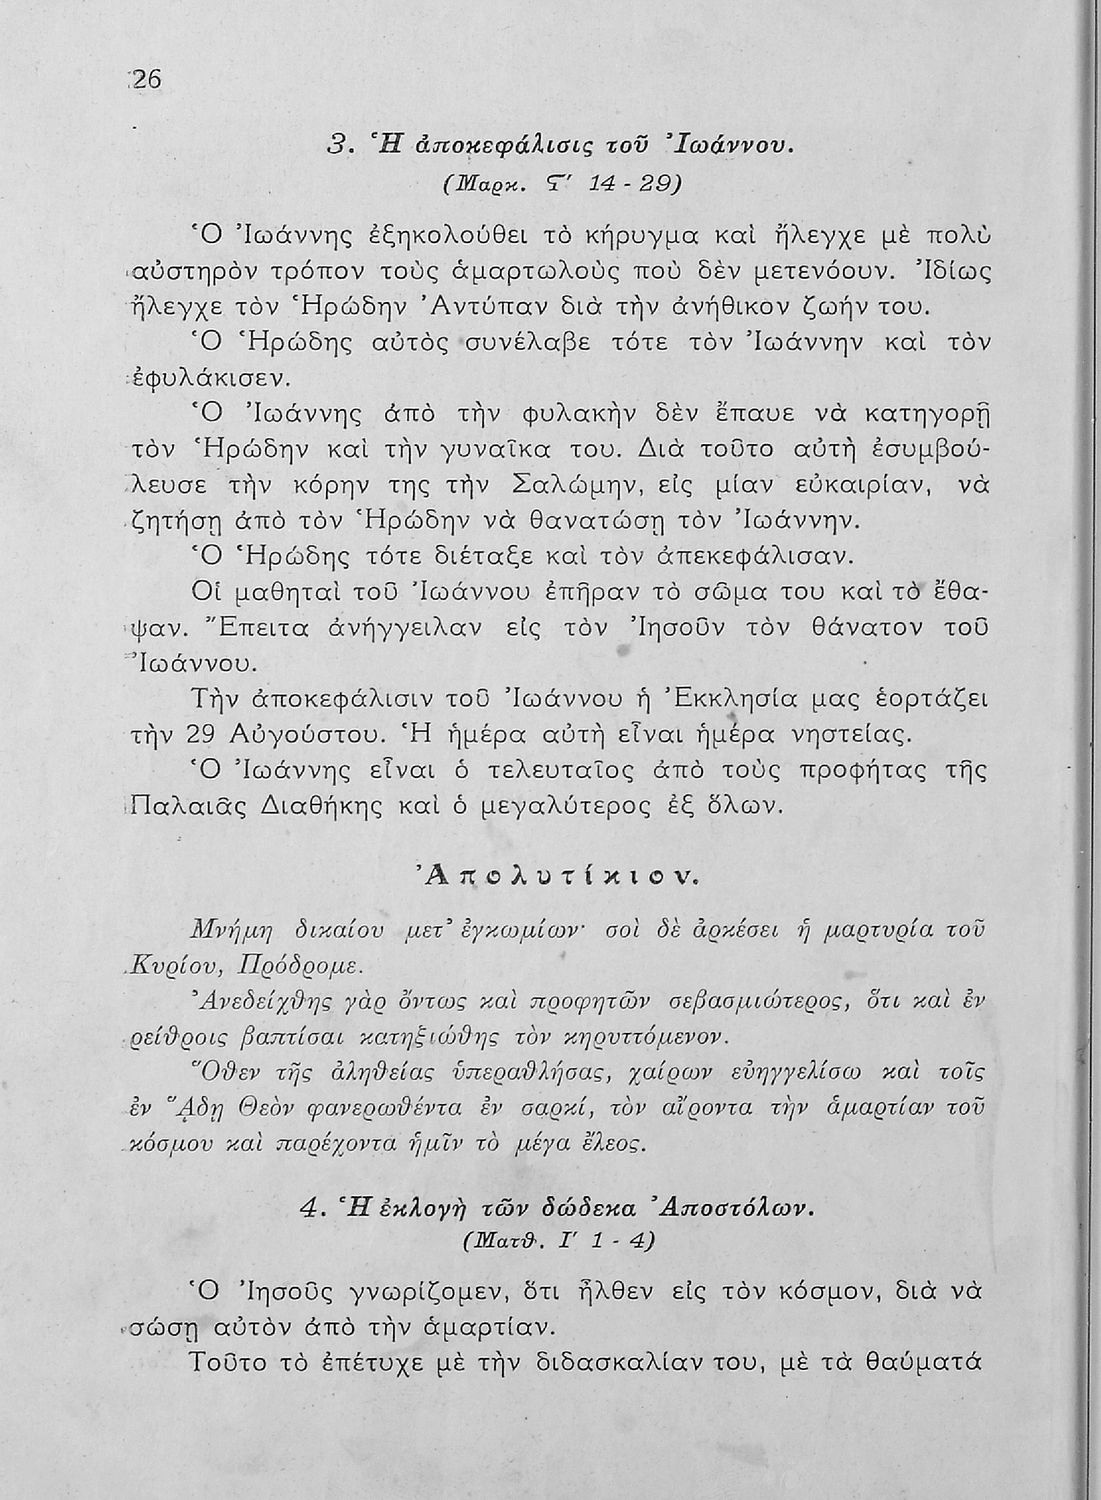 26
3. Ἡ ἀποκεφάλισις τοῦ Ἰωάννου.
(Μαρκ. Ϛ′ 14 - 29)
Ὁ Ἰωάννης ἐξηκολούθει τὸ κήρυγμα καὶ ἤλεγχε μὲ πολὺ
αὐστηρὸν τρόπον τοὺς ἁμαρτωλοὺς ποὺ δὲν μετενόουν. Ἰδίως
ἤλεγχε τὸν Ἡρώδην Ἀντύπαν διὰ τὴν ἀνήθικον ζωήν του.
Ὁ Ἡρώδης αὐτὸς συνέλαβε τότε τὸν Ἰωάννην καὶ τὸν
ἐφυλάκισεν.
Ὁ Ἰωάννης ἀπὸ τὴν φυλακὴν δὲν ἔπαυε νὰ κατηγορῇ
τὸν Ἡρώδην καὶ τὴν γυναῖκα του. Διὰ τοῦτο αὐτὴ ἐσυμβού-
λευσε τὴν κόρην της τὴν Σαλώμην, εἰς μίαν εὐκαιρίαν, νὰ
ζητήσῃ ἀπὸ τὸν Ἡρώδην νὰ θανατώσῃ τὸν Ἰωάννην.
Ὁ Ἡρώδης τότε διέταξε καὶ τὸν ἀπεκεφάλισαν.
Οἱ μαθηταὶ τοῦ Ἰωάννου ἐπῆραν τὸ σῶμα του καὶ τὸ ἔθα-
ψαν. Ἔπειτα ἀνήγγειλαν εἰς τὸν Ἰησοῦν τὸν θάνατον τοῦ
Ἰωάννου.
Τὴν ἀποκεφάλισιν τοῦ Ἰωάννου ἡ Ἐκκλησία μας ἑορτάζει
τὴν 29 Αὐγούστου. Ἡ ἡμέρα αὐτὴ εἶναι ἡμέρα νηστείας.
Ὁ Ἰωάννης εἶναι ὁ τελευταῖος ἀπὸ τοὺς προφήτας τῆς
Παλαιᾶς Διαθήκης καὶ ὁ μεγαλύτερος ἐξ ὅλων.
Ἀπολυτίκιον.
Μνήμη δικαίου μετ᾽ ἐγκωμίων· σοὶ δὲ ἀρκέσει ἡ μαρτυρία τοῦ
Κυρίου, Πρόδρομε.
Ἀνεδείχθης γὰρ ὄντως καὶ προφητῶν σεβασμιώτερος, ὅτι καὶ ἐν
ρείθροις βαπτίσαι κατηξιώθης τὸν κηρυττόμενον.
Ὅθεν τῆς ἀληθείας ὑπεραθλήσας, χαίρων εὐηγγελίσω καὶ τοῖς
ἐν ᾍδῃ Θεὸν φανερωθέντα ἐν σαρκί, τὸν αἴροντα τὴν ἁμαρτίαν τοῦ
κόσμου καὶ παρέχοντα ἡμῖν τὸ μέγα ἔλεος.
4. Ἡ ἐκλογὴ τῶν δώδεκα Ἀποστόλων.
(Ματθ. Ι′ 1 - 4)
Ὁ Ἰησοῦς γνωρίζομεν, ὅτι ἦλθεν εἰς τὸν κόσμον, διὰ νὰ
σώσῃ αὐτὸν ἀπὸ τὴν ἁμαρτίαν.
Τοῦτο τὸ ἐπέτυχε μὲ τὴν διδασκαλίαν του, μὲ τὰ θαύματά